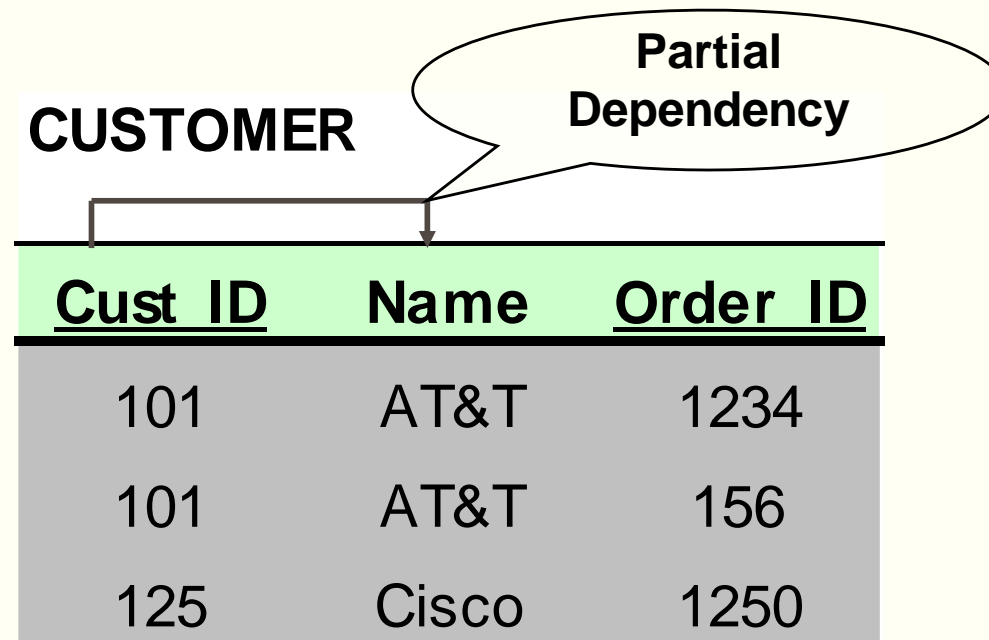 Partial
Dependency
CUSTOMER
Cust ID Name Order ID
101 AT&T 1234
101 AT&T 156
125 Cisco 1250